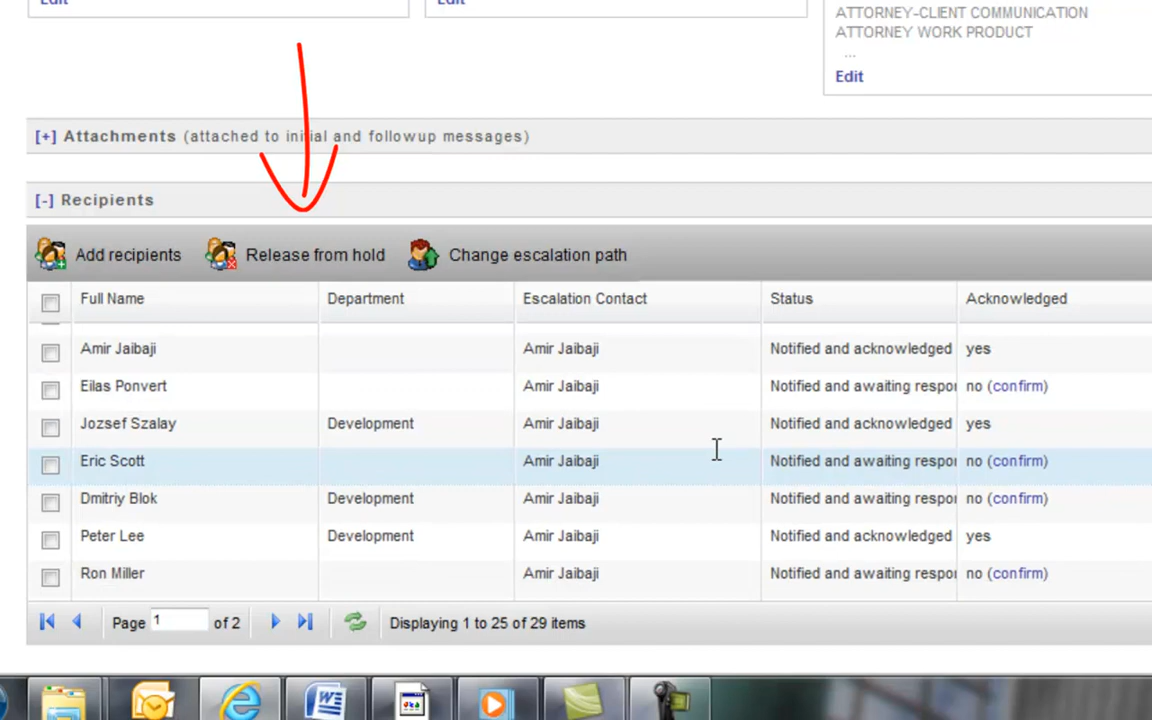 Edit
Edit
ATTORNEY-CLIENT COMMUNICATION
ATTORNEY WORK PRODUCT
...
Edit
[+] Attachments (attached to initial and followup messages)
[-] Recipients
Add recipients Release from hold Change escalation path
Full Name Department Escalation Contact Status Acknowledged
Amir Jaibaji Amir Jaibaji Notified and acknowledged yes
Eilas Ponvert Amir Jaibaji Notified and awaiting respo no (confirm)
Jozsef Szalay Development Amir Jaibaji Notified and acknowledged yes
Eric Scott Amir Jaibaji Notified and awaiting respo no (confirm)
Dmitriy Blok Development Amir Jaibaji Notified and awaiting respo no (confirm)
Peter Lee Development Amir Jaibaji Notified and acknowledged yes
Ron Miller Amir Jaibaji Notified and awaiting respo no (confirm)
Page 1 of 2 Displaying 1 to 25 of 29 items